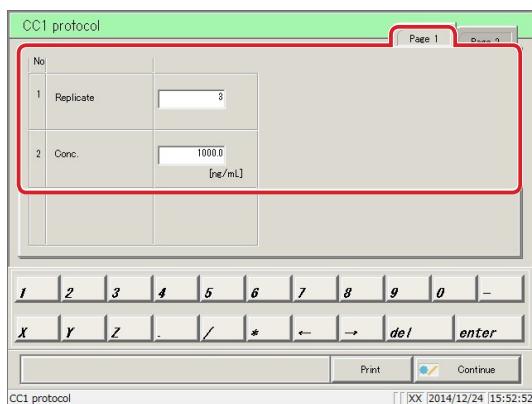 CC1 protocol
Page 1
Page 2
No
1 Replicate 3
2 Conc. 1000.0
[ng/mL]
1 2 3 4 5 6 7 8 9 0 -
X Y Z . / * ← → del enter
Print Continue
CC1 protocol XX 2014/12/24 15:52:52